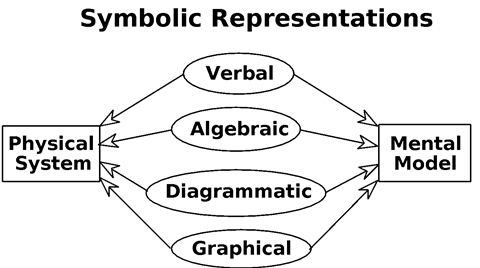 Symbolic Representations
Verbal
Algebraic
Physical
System
Mental
Model
Diagrammatic
Graphical